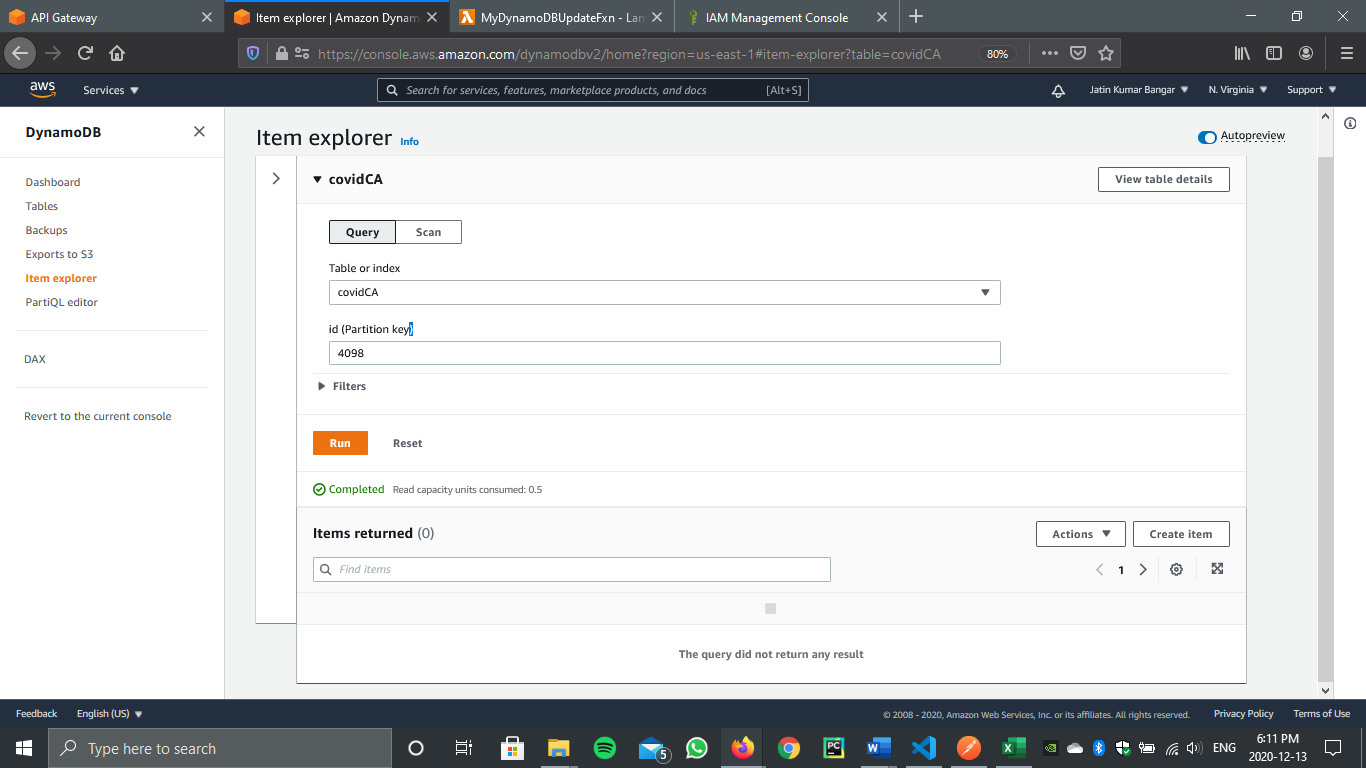 API Gateway
Item explorer | Amazon Dynam
MyDynamoDBUpdateFxn - Lan
IAM Management Console
https://console.aws.amazon.com/dynamodbv2/home?region=us-east-1#item-explorer?table=covidCA
80%
aws
Services
Search for services, features, marketplace products, and docs
[Alt+S]
Jatin Kumar Bangar
N. Virginia
Support
DynamoDB
Dashboard
Tables
Backups
Exports to S3
Item explorer
PartiQL editor
DAX
Revert to the current console
Item explorer Info
Autopreview
covidCA
View table details
Query
Scan
Table or index
covidCA
id (Partition key)
4098
Filters
Run
Reset
Completed Read capacity units consumed: 0.5
Items returned (0)
Actions
Create item
Find items
1
The query did not return any result
Feedback
English (US)
© 2008 - 2020, Amazon Web Services, Inc. or its affiliates. All rights reserved.
Privacy Policy
Terms of Use
Type here to search
5
PC
W
X
ENG
6:11 PM
2020-12-13